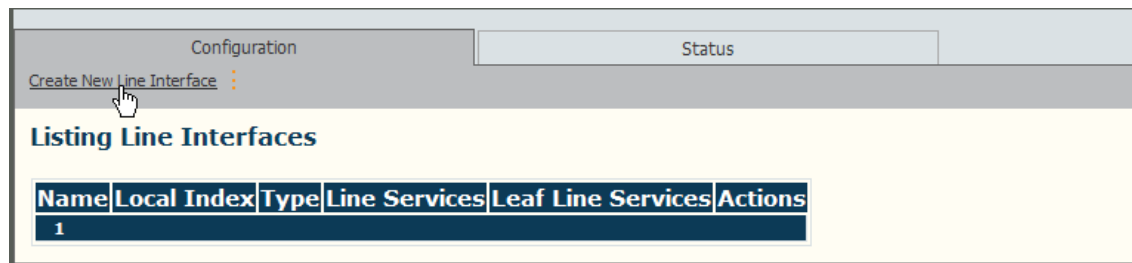 Configuration Status
Create New Line Interface
Listing Line Interfaces
Name Local Index Type Line Services Leaf Line Services Actions
1